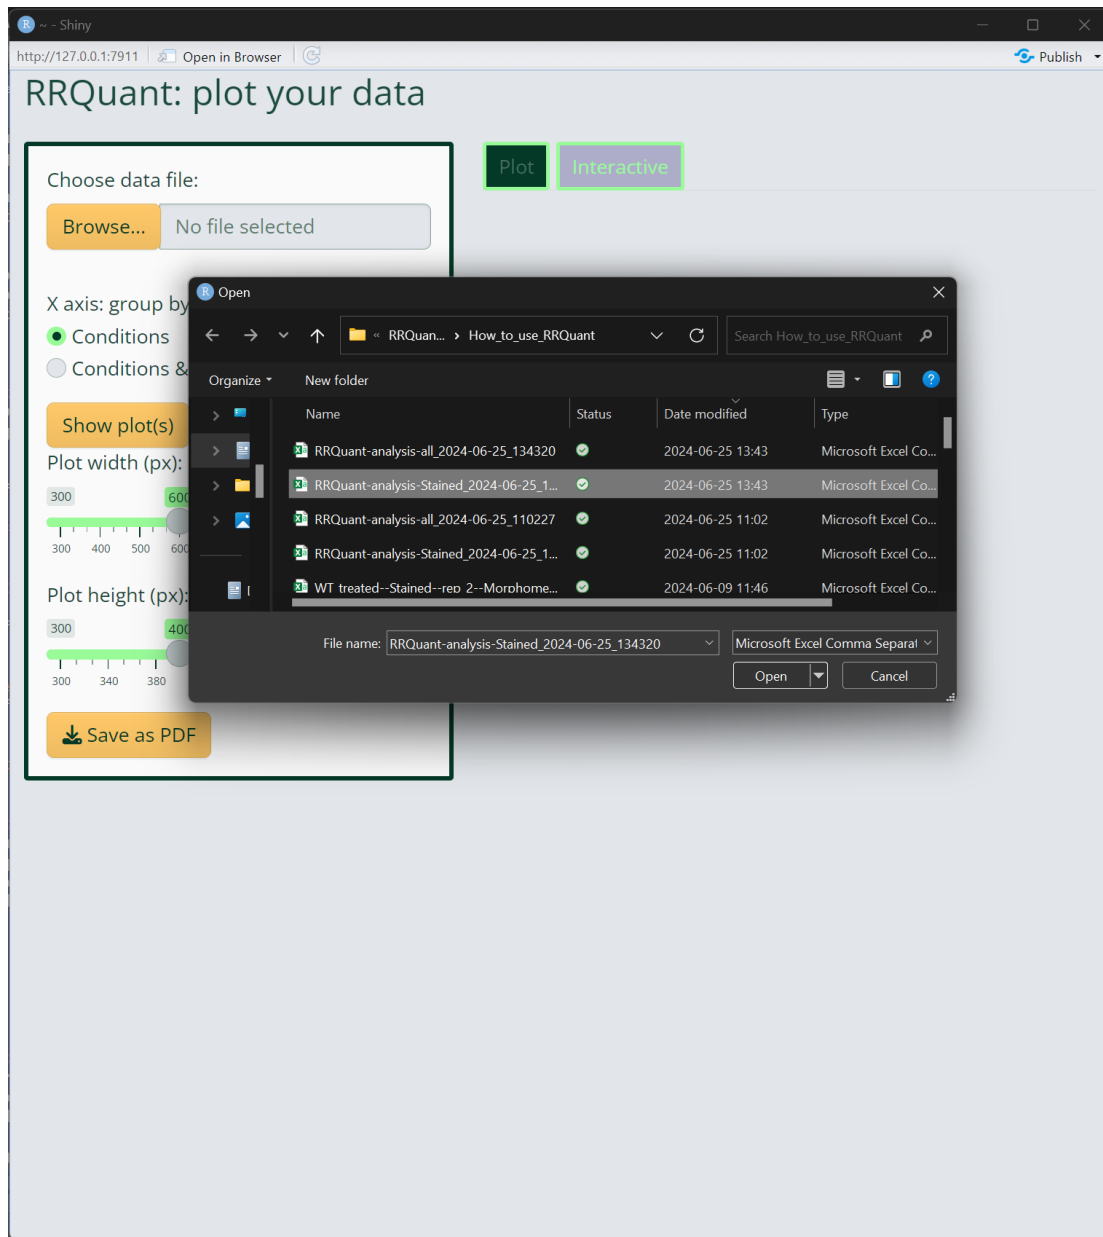 R ~ - Shiny
http://127.0.0.1:7911 Open in Browser Publish
RRQuant: plot your data
Plot Interactive
Choose data file:
Browse... No file selected
X axis: group by
Conditions
Conditions &
Show plot(s)
Plot width (px):
300 600
300 400 500 600
Plot height (px):
300 400
300 340 380
Save as PDF
R Open
« RRQuan... › How_to_use_RRQuant Search How_to_use_RRQuant
Organize New folder ?
Name Status Date modified Type
RRQuant-analysis-all_2024-06-25_134320 2024-06-25 13:43 Microsoft Excel Co...
RRQuant-analysis-Stained_2024-06-25_1... 2024-06-25 13:43 Microsoft Excel Co...
RRQuant-analysis-all_2024-06-25_110227 2024-06-25 11:02 Microsoft Excel Co...
RRQuant-analysis-Stained_2024-06-25_1... 2024-06-25 11:02 Microsoft Excel Co...
WT treated--Stained--rep 2--Morphome... 2024-06-09 11:46 Microsoft Excel Co...
File name: RRQuant-analysis-Stained_2024-06-25_134320 Microsoft Excel Comma Separat
Open Cancel